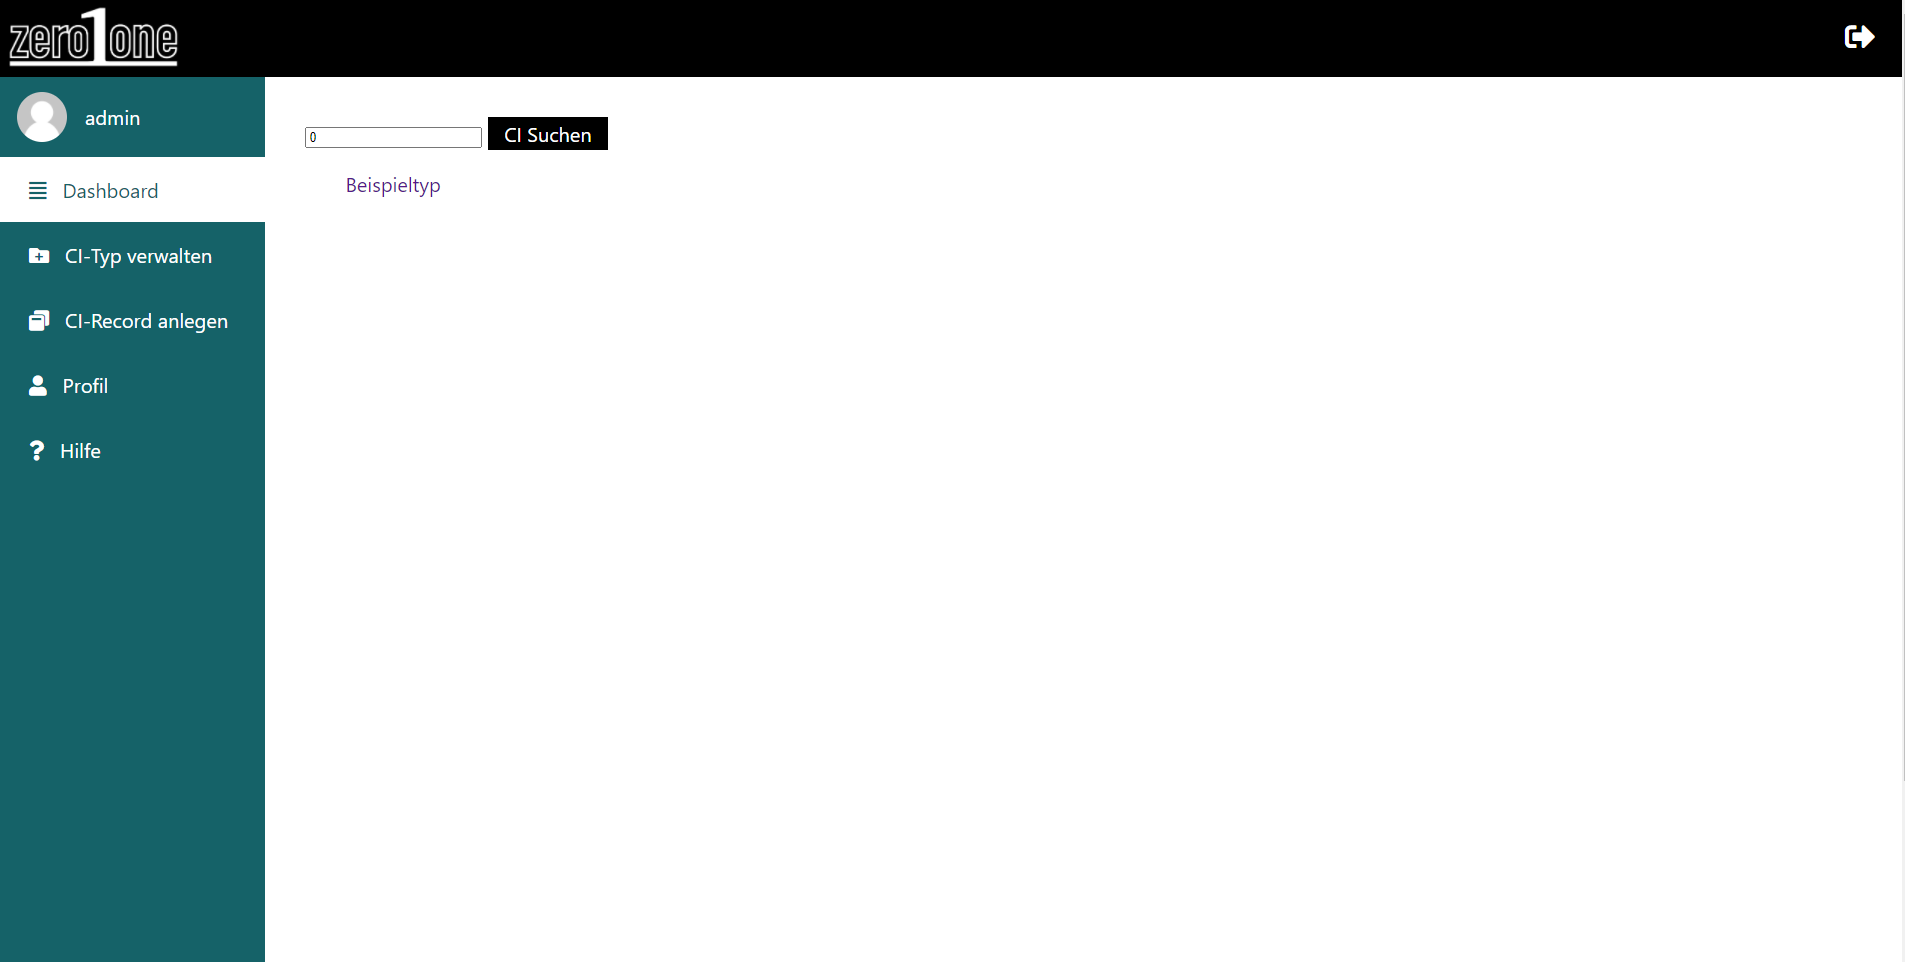 zero1one
admin
0
CI Suchen
Dashboard
Beispieltyp
CI-Typ verwalten
CI-Record anlegen
Profil
Hilfe